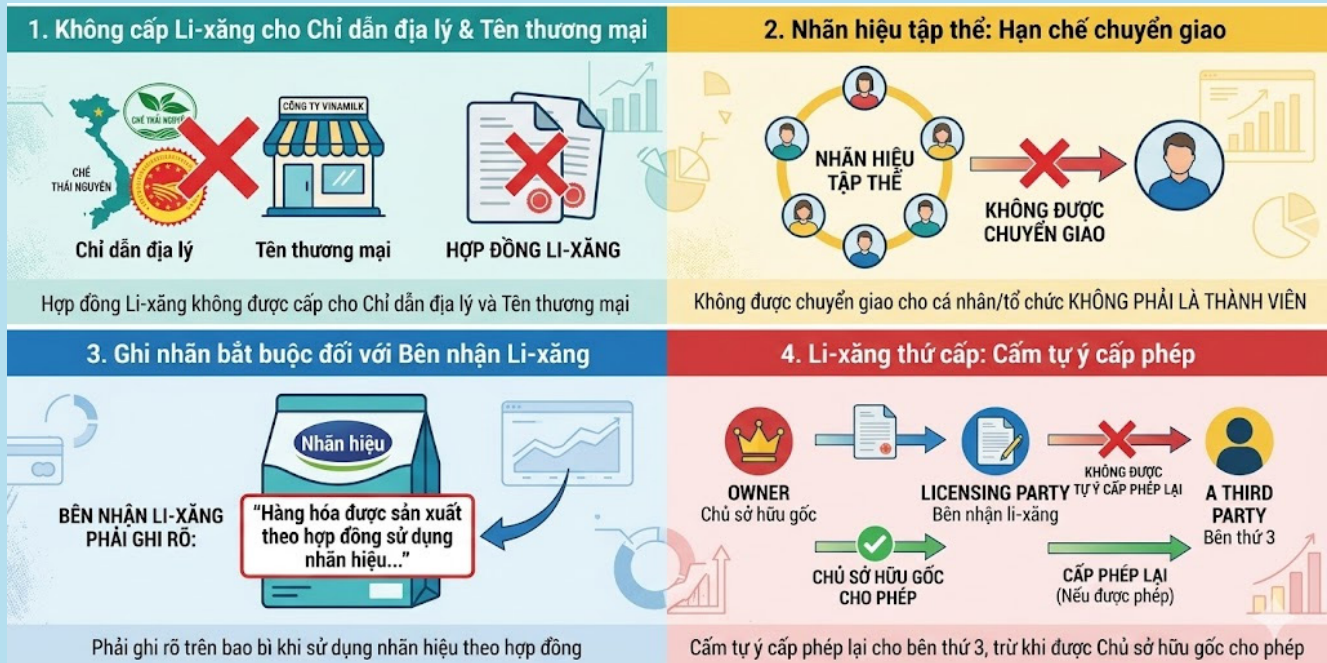 1. Không cấp Li-xăng cho Chỉ dẫn địa lý & Tên thương mại
CHÈ THÁI NGUYÊN
CHÈ
THÁI NGUYÊN
CÔNG TY VINAMILK
Chỉ dẫn địa lý
Tên thương mại
HỢP ĐỒNG LI-XĂNG
Hợp đồng Li-xăng không được cấp cho Chỉ dẫn địa lý và Tên thương mại
2. Nhãn hiệu tập thể: Hạn chế chuyển giao
NHÃN HIỆU
TẬP THỂ
KHÔNG ĐƯỢC
CHUYỂN GIAO
Không được chuyển giao cho cá nhân/tổ chức KHÔNG PHẢI LÀ THÀNH VIÊN
3. Ghi nhãn bắt buộc đối với Bên nhận Li-xăng
BÊN NHẬN LI-XĂNG
PHẢI GHI RÕ:
Nhãn hiệu
“Hàng hóa được sản xuất
theo hợp đồng sử dụng
nhãn hiệu...”
Phải ghi rõ trên bao bì khi sử dụng nhãn hiệu theo hợp đồng
4. Li-xăng thứ cấp: Cấm tự ý cấp phép
OWNER
Chủ sở hữu gốc
LICENSING PARTY
Bên nhận li-xăng
KHÔNG ĐƯỢC
TỰ Ý CẤP PHÉP LẠI
A THIRD
PARTY
Bên thứ 3
CHỦ SỞ HỮU GỐC
CHO PHÉP
CẤP PHÉP LẠI
(Nếu được phép)
Cấm tự ý cấp phép lại cho bên thứ 3, trừ khi được Chủ sở hữu gốc cho phép